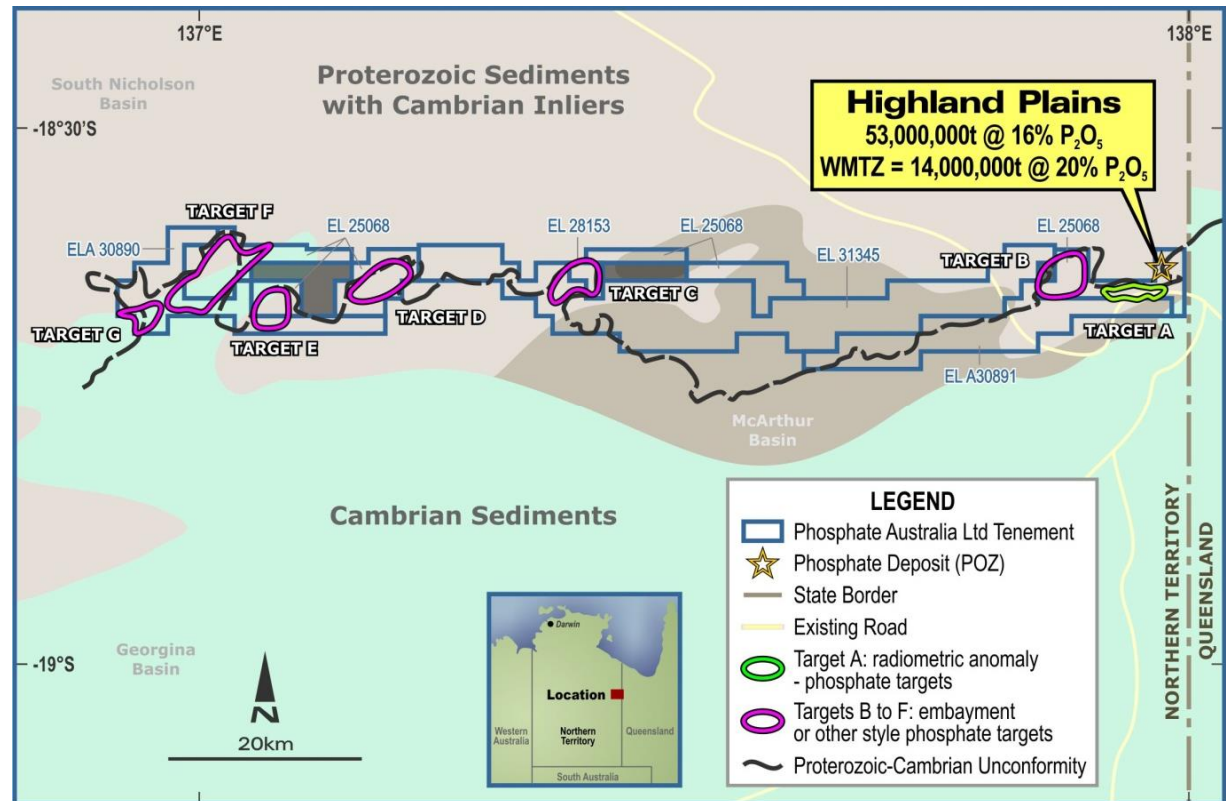 137°E
138°E
South Nicholson
Basin
Proterozoic Sediments
with Cambrian Inliers
-18°30'S
Highland Plains
53,000,000t @ 16% P₂O₅
WMTZ = 14,000,000t @ 20% P₂O₅
TARGET F
ELA 30890
EL 25068
EL 28153
EL 25068
EL 31345
EL 25068
TARGET B
TARGET C
TARGET D
TARGET G
TARGET E
TARGET A
EL A30891
McArthur
Basin
Cambrian Sediments
Georgina
Basin
-19°S
N
20km
Darwin
Location
Western
Australia
Northern
Territory
Queensland
South Australia
LEGEND
Phosphate Australia Ltd Tenement
Phosphate Deposit (POZ)
State Border
Existing Road
Target A: radiometric anomaly
- phosphate targets
Targets B to F: embayment
or other style phosphate targets
Proterozoic-Cambrian Unconformity
NORTHERN TERRITORY
QUEENSLAND